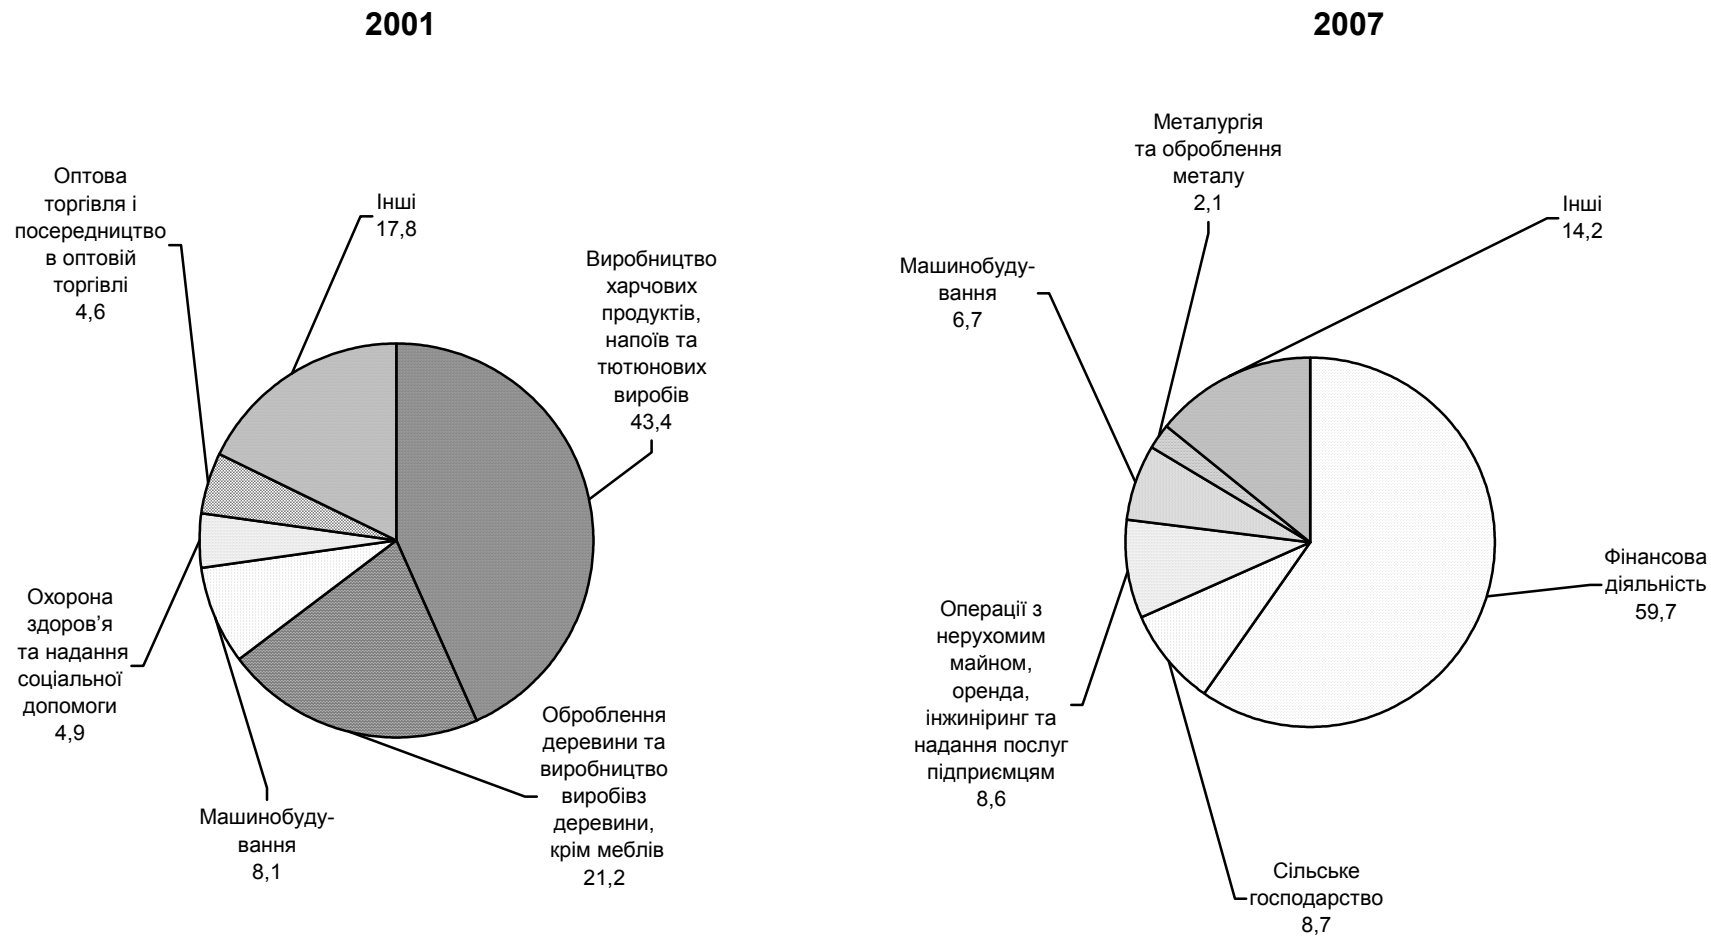 2001
Оптова
торгівля і
посередництво
в оптовій
торгівлі
4,6
Інші
17,8
Виробництво
харчових
продуктів,
напоїв та
тютюнових
виробів
43,4
Охорона
здоров’я
та надання
соціальної
допомоги
4,9
Машинобуду-
вання
8,1
Оброблення
деревини та
виробництво
виробівз
деревини,
крім меблів
21,2
2007
Металургія
та оброблення
металу
2,1
Інші
14,2
Машинобуду-
вання
6,7
Фінансова
діяльність
59,7
Операції з
нерухомим
майном,
оренда,
інжиніринг та
надання послуг
підприємцям
8,6
Сільське
господарство
8,7